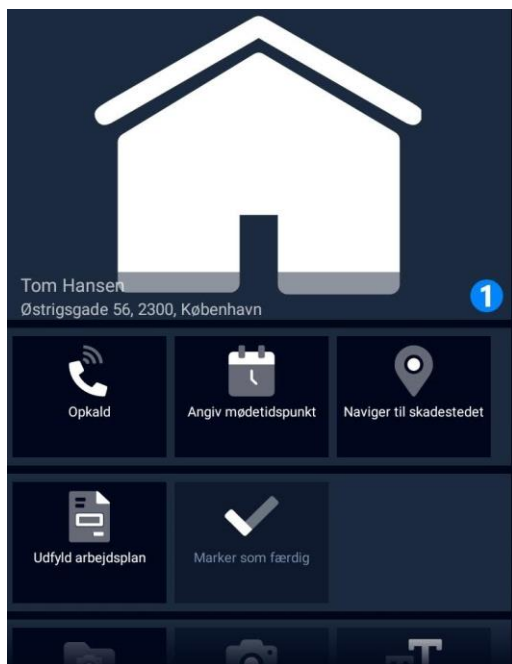 Tom Hansen
Østrigsgade 56, 2300, København
1
Opkald
Angiv mødetidspunkt
Naviger til skadestedet
Udfyld arbejdsplan
Marker som færdig
T